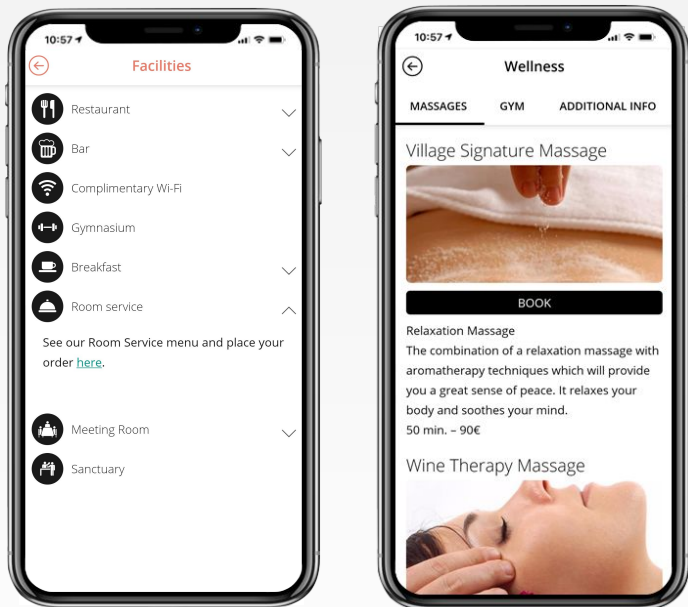 10:57
Facilities
Restaurant
Bar
Complimentary Wi-Fi
Gymnasium
Breakfast
Room service
See our Room Service menu and place your
order here.
Meeting Room
Sanctuary
10:57
Wellness
MASSAGES GYM ADDITIONAL INFO
Village Signature Massage
BOOK
Relaxation Massage
The combination of a relaxation massage with
aromatherapy techniques which will provide
you a great sense of peace. It relaxes your
body and soothes your mind.
50 min. – 90€
Wine Therapy Massage